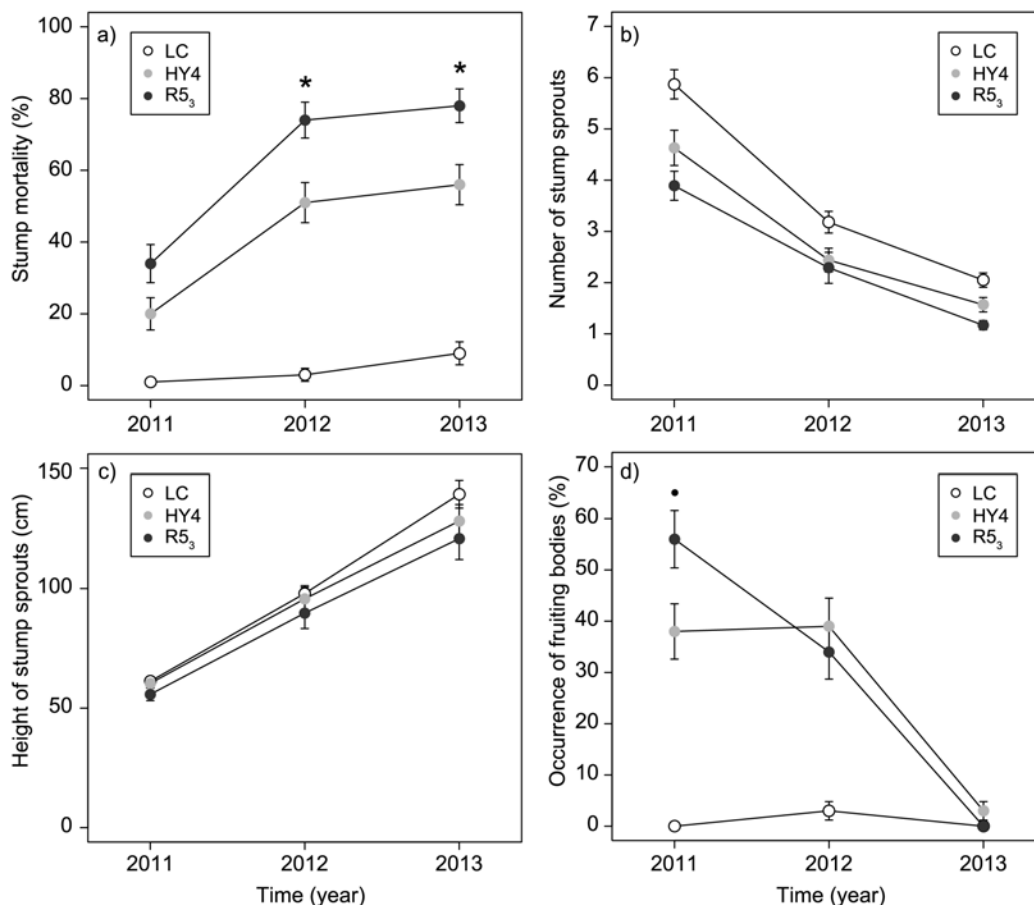 a)
LC
HY4
R5₃
*
*
Stump mortality (%)
100
80
60
40
20
0
2011
2012
2013
b)
LC
HY4
R5₃
Number of stump sprouts
7
6
5
4
3
2
1
0
2011
2012
2013
c)
LC
HY4
R5₃
Height of stump sprouts (cm)
150
100
50
0
2011
2012
2013
Time (year)
d)
LC
HY4
R5₃
Occurrence of fruiting bodies (%)
70
60
50
40
30
20
10
0
2011
2012
2013
Time (year)